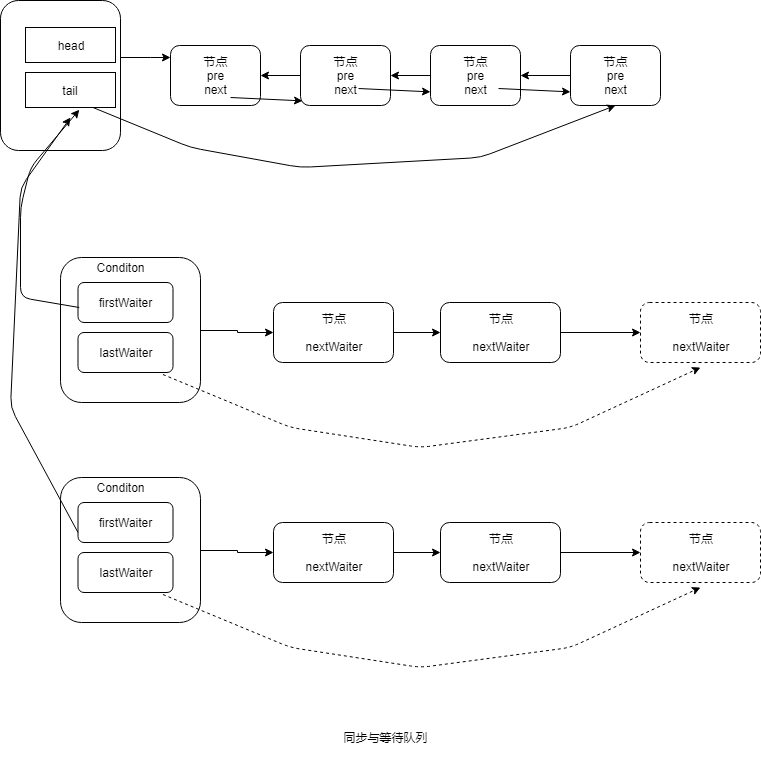 head
tail
节点
pre
next
节点
pre
next
节点
pre
next
节点
pre
next
Conditon
firstWaiter
lastWaiter
节点
nextWaiter
节点
nextWaiter
节点
nextWaiter
Conditon
firstWaiter
lastWaiter
节点
nextWaiter
节点
nextWaiter
节点
nextWaiter
同步与等待队列